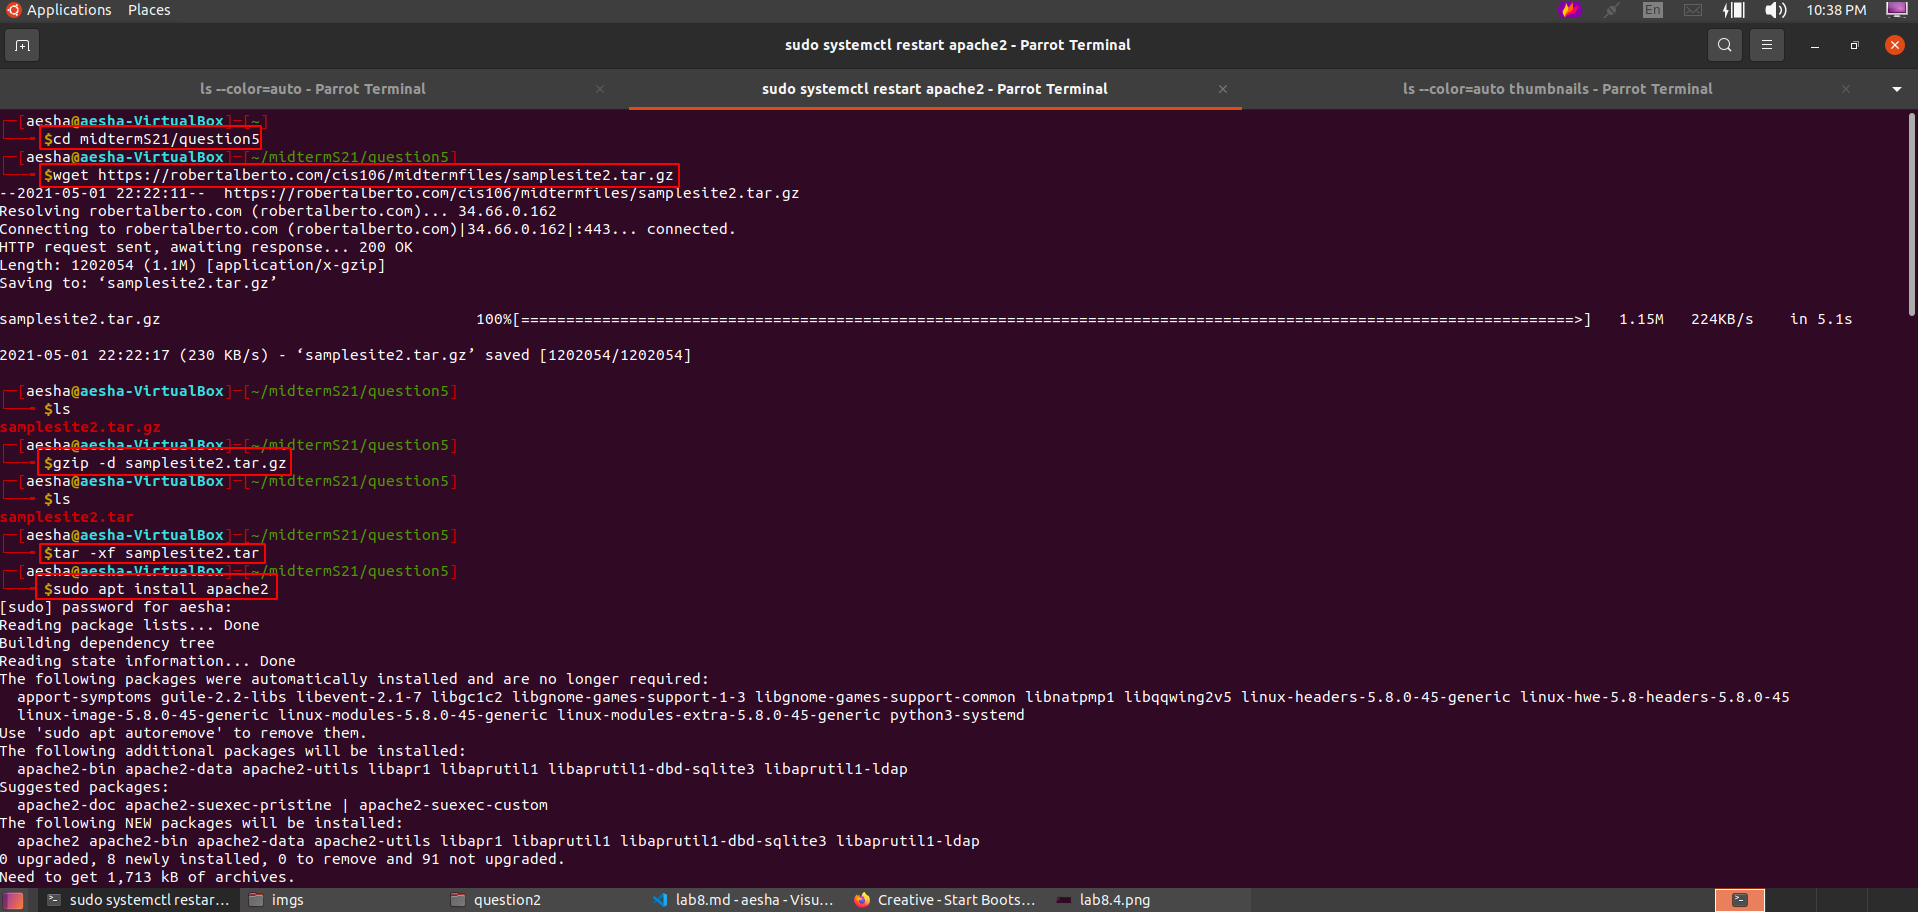 Applications Places En 10:38 PM
sudo systemctl restart apache2 - Parrot Terminal
ls --color=auto - Parrot Terminal × sudo systemctl restart apache2 - Parrot Terminal × ls --color=auto thumbnails - Parrot Terminal ×
┌─[aesha@aesha-VirtualBox]─[~]
└──╼ $cd midtermS21/question5
┌─[aesha@aesha-VirtualBox]─[~/midtermS21/question5]
└──╼ $wget https://robertalberto.com/cis106/midtermfiles/samplesite2.tar.gz
--2021-05-01 22:22:11--  https://robertalberto.com/cis106/midtermfiles/samplesite2.tar.gz
Resolving robertalberto.com (robertalberto.com)... 34.66.0.162
Connecting to robertalberto.com (robertalberto.com)|34.66.0.162|:443... connected.
HTTP request sent, awaiting response... 200 OK
Length: 1202054 (1.1M) [application/x-gzip]
Saving to: ‘samplesite2.tar.gz’
samplesite2.tar.gz 100%[=====================================================================================================================>] 1.15M 224KB/s in 5.1s
2021-05-01 22:22:17 (230 KB/s) - ‘samplesite2.tar.gz’ saved [1202054/1202054]
┌─[aesha@aesha-VirtualBox]─[~/midtermS21/question5]
└──╼ $ls
samplesite2.tar.gz
┌─[aesha@aesha-VirtualBox]─[~/midtermS21/question5]
└──╼ $gzip -d samplesite2.tar.gz
┌─[aesha@aesha-VirtualBox]─[~/midtermS21/question5]
└──╼ $ls
samplesite2.tar
┌─[aesha@aesha-VirtualBox]─[~/midtermS21/question5]
└──╼ $tar -xf samplesite2.tar
┌─[aesha@aesha-VirtualBox]─[~/midtermS21/question5]
└──╼ $sudo apt install apache2
[sudo] password for aesha:
Reading package lists... Done
Building dependency tree
Reading state information... Done
The following packages were automatically installed and are no longer required:
  apport-symptoms guile-2.2-libs libevent-2.1-7 libgc1c2 libgnome-games-support-1-3 libgnome-games-support-common libnatpmp1 libqqwing2v5 linux-headers-5.8.0-45-generic linux-hwe-5.8-headers-5.8.0-45
  linux-image-5.8.0-45-generic linux-modules-5.8.0-45-generic linux-modules-extra-5.8.0-45-generic python3-systemd
Use 'sudo apt autoremove' to remove them.
The following additional packages will be installed:
  apache2-bin apache2-data apache2-utils libapr1 libaprutil1 libaprutil1-dbd-sqlite3 libaprutil1-ldap
Suggested packages:
  apache2-doc apache2-suexec-pristine | apache2-suexec-custom
The following NEW packages will be installed:
  apache2 apache2-bin apache2-data apache2-utils libapr1 libaprutil1 libaprutil1-dbd-sqlite3 libaprutil1-ldap
0 upgraded, 8 newly installed, 0 to remove and 91 not upgraded.
Need to get 1,713 kB of archives.
sudo systemctl restar... imgs question2 lab8.md - aesha - Visu... Creative - Start Boots... lab8.4.png